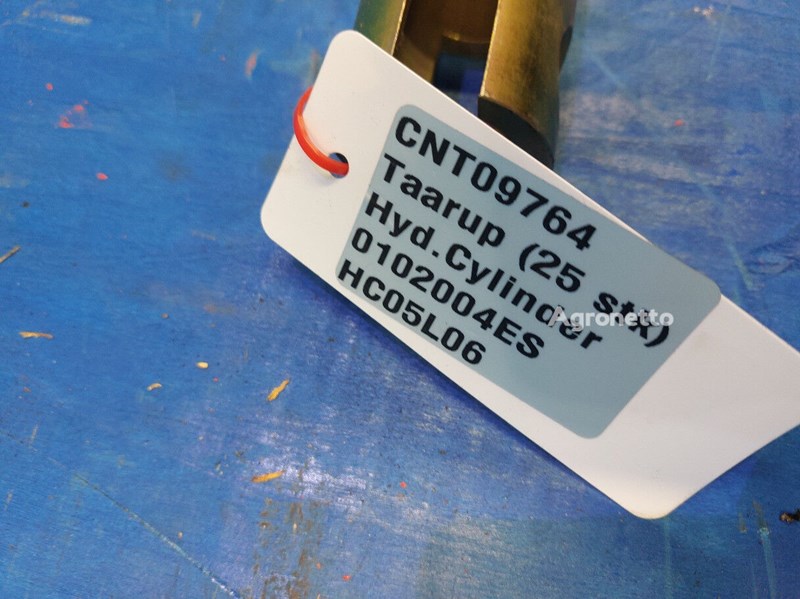 CNT09764
Taarup (25 stk)
Hyd.Cylinder
0102004ES
HC05L06
Agronetto